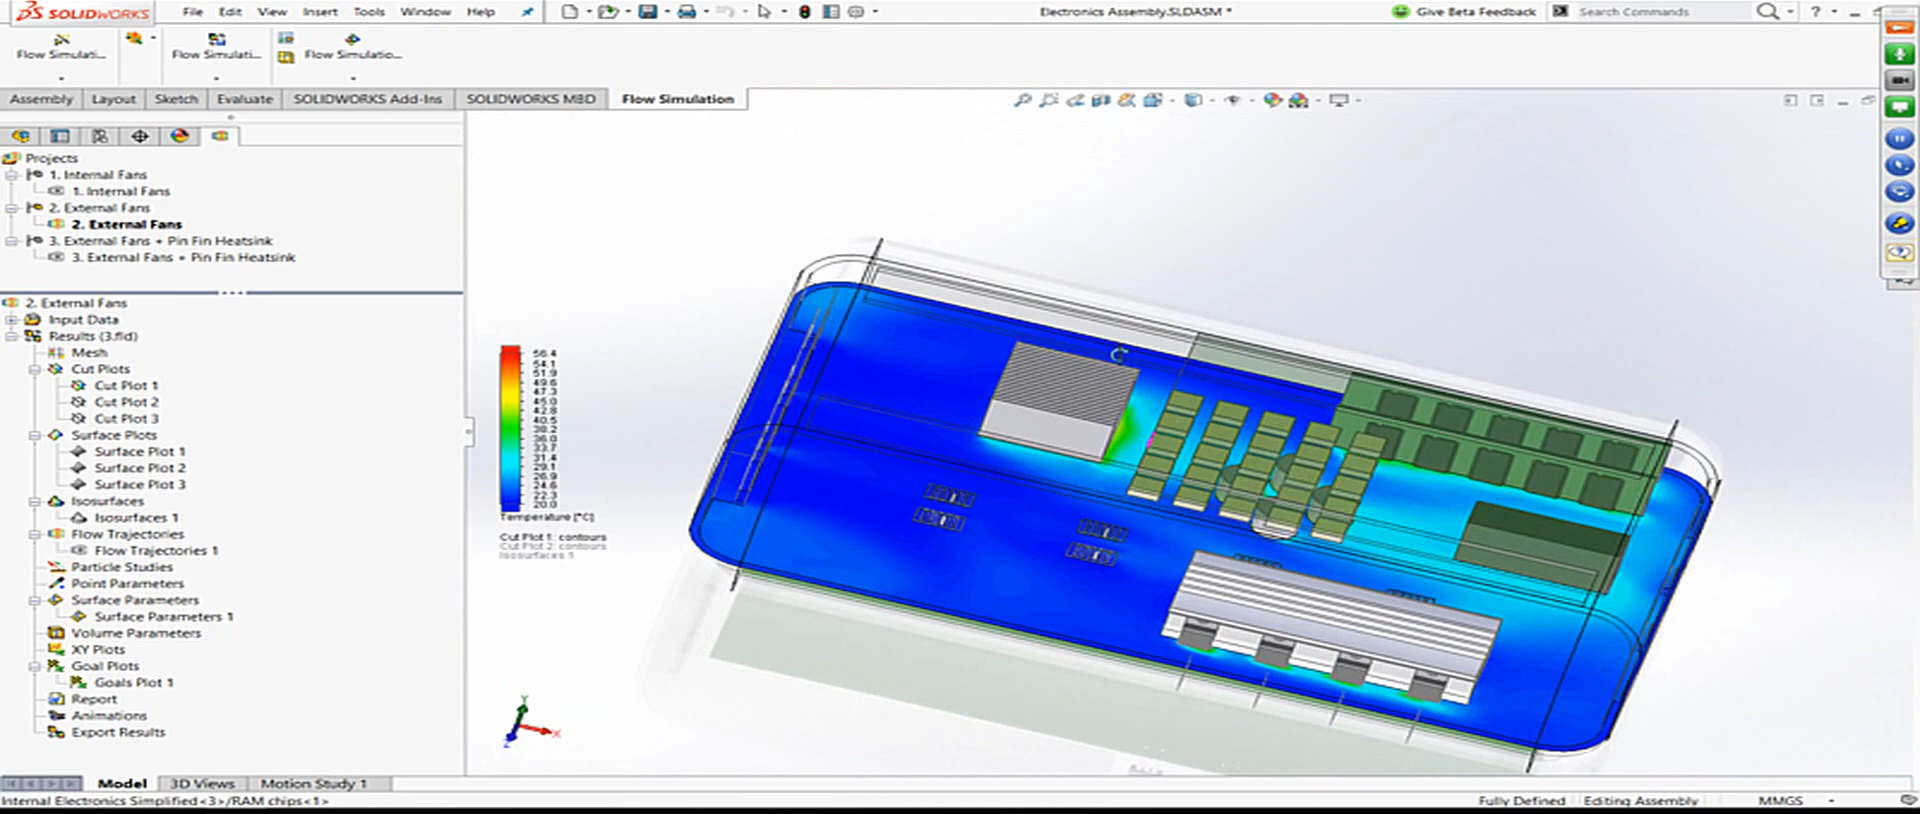 SOLIDWORKS File Edit View Insert Tools Window Help Electronics Assembly.SLDASM * Give Beta Feedback Search Commands ?
Flow Simulati... Flow Simulati... Flow Simulatio...
Assembly Layout Sketch Evaluate SOLIDWORKS Add-Ins SOLIDWORKS MBD Flow Simulation
Projects
1. Internal Fans
1. Internal Fans
2. External Fans
2. External Fans
3. External Fans + Pin Fin Heatsink
3. External Fans + Pin Fin Heatsink
2. External Fans
Input Data
Results (3.fld)
Mesh
Cut Plots
Cut Plot 1
Cut Plot 2
Cut Plot 3
Surface Plots
Surface Plot 1
Surface Plot 2
Surface Plot 3
Isosurfaces
Isosurfaces 1
Flow Trajectories
Flow Trajectories 1
Particle Studies
Point Parameters
Surface Parameters
Surface Parameters 1
Volume Parameters
XY Plots
Goal Plots
Goals Plot 1
Report
Animations
Export Results
56.4
54.1
51.9
49.6
47.3
45.0
42.8
40.5
38.2
36.0
33.7
31.4
29.1
26.9
24.6
22.3
20.0
Temperature [°C]
Cut Plot 1: contours
Cut Plot 2: contours
Isosurfaces 1
Y
X
Z
Model 3D Views Motion Study 1
Internal Electronics Simplified<3>/RAM chips<1> Fully Defined Editing Assembly MMGS